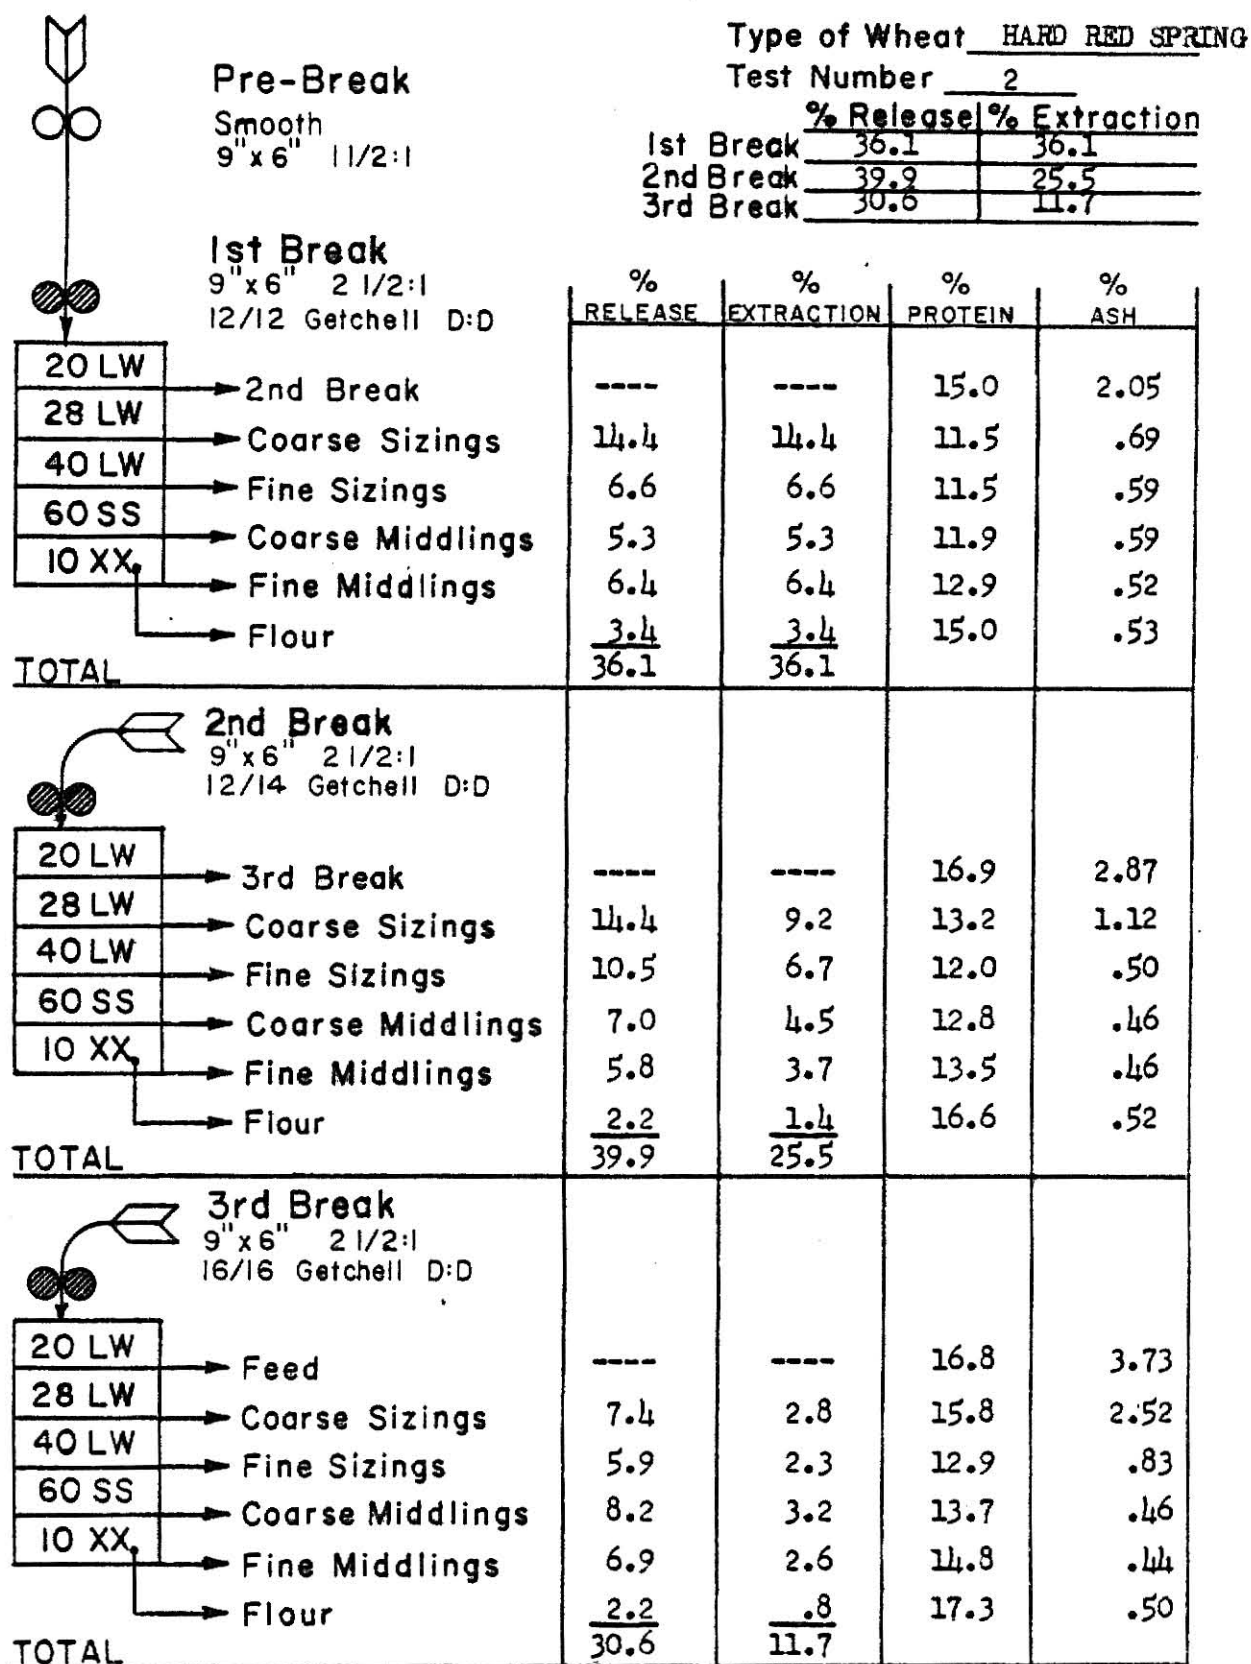 Type of Wheat HARD RED SPRING
Test Number 2
% Release % Extraction
1st Break 36.1 36.1
2nd Break 39.9 25.5
3rd Break 30.6 11.7
Pre-Break
Smooth
9"x6" 1 1/2:1
1st Break
9"x6" 2 1/2:1
12/12 Getchell D:D
% RELEASE % EXTRACTION % PROTEIN % ASH
20 LW
2nd Break ---- ---- 15.0 2.05
28 LW
Coarse Sizings 14.4 14.4 11.5 .69
40 LW
Fine Sizings 6.6 6.6 11.5 .59
60 SS
Coarse Middlings 5.3 5.3 11.9 .59
10 XX
Fine Middlings 6.4 6.4 12.9 .52
Flour 3.4 3.4 15.0 .53
TOTAL 36.1 36.1
2nd Break
9"x6" 2 1/2:1
12/14 Getchell D:D
20 LW
3rd Break ---- ---- 16.9 2.87
28 LW
Coarse Sizings 14.4 9.2 13.2 1.12
40 LW
Fine Sizings 10.5 6.7 12.0 .50
60 SS
Coarse Middlings 7.0 4.5 12.8 .46
10 XX
Fine Middlings 5.8 3.7 13.5 .46
Flour 2.2 1.4 16.6 .52
TOTAL 39.9 25.5
3rd Break
9"x6" 2 1/2:1
16/16 Getchell D:D
20 LW
Feed ---- ---- 16.8 3.73
28 LW
Coarse Sizings 7.4 2.8 15.8 2.52
40 LW
Fine Sizings 5.9 2.3 12.9 .83
60 SS
Coarse Middlings 8.2 3.2 13.7 .46
10 XX
Fine Middlings 6.9 2.6 14.8 .44
Flour 2.2 .8 17.3 .50
TOTAL 30.6 11.7